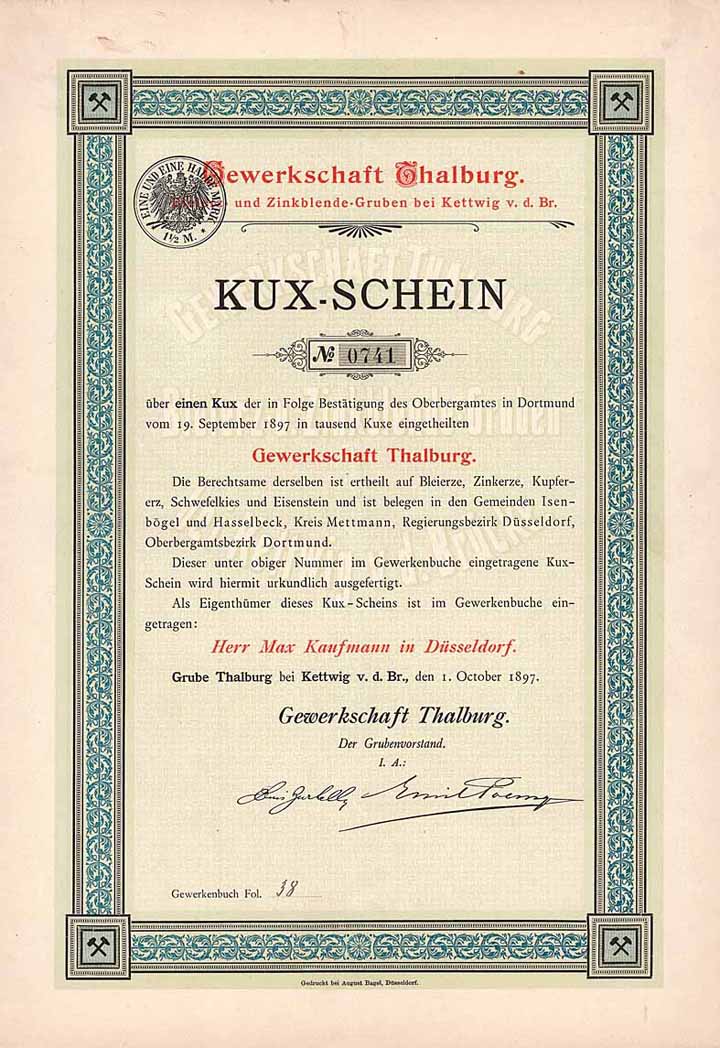 Gewerkschaft Thalburg.
EINE UND EINE HALBE MARK
1½ M.
und Zinkblende-Gruben bei Kettwig v. d. Br.
GEWERKSCHAFT THALBURG
KUX-SCHEIN
No 0741
über einen Kux der in Folge Bestätigung des Oberbergamtes in Dortmund
vom 19. September 1897 in tausend Kuxe eingetheilten
Gewerkschaft Thalburg.
Die Berechtsame derselben ist ertheilt auf Bleierze, Zinkerze, Kupfer-
erz, Schwefelkies und Eisenstein und ist belegen in den Gemeinden Isen-
bögel und Hasselbeck, Kreis Mettmann, Regierungsbezirk Düsseldorf,
Oberbergamtsbezirk Dortmund.
Dieser unter obiger Nummer im Gewerkenbuche eingetragene Kux-
Schein wird hiermit urkundlich ausgefertigt.
Als Eigenthümer dieses Kux-Scheins ist im Gewerkenbuche ein-
getragen:
Herr Max Kaufmann in Düsseldorf.
Grube Thalburg bei Kettwig v. d. Br., den 1. October 1897.
Gewerkschaft Thalburg.
Der Grubenvorstand.
I. A.:
Gewerkenbuch Fol. 38
Gedruckt bei August Bagel, Düsseldorf.